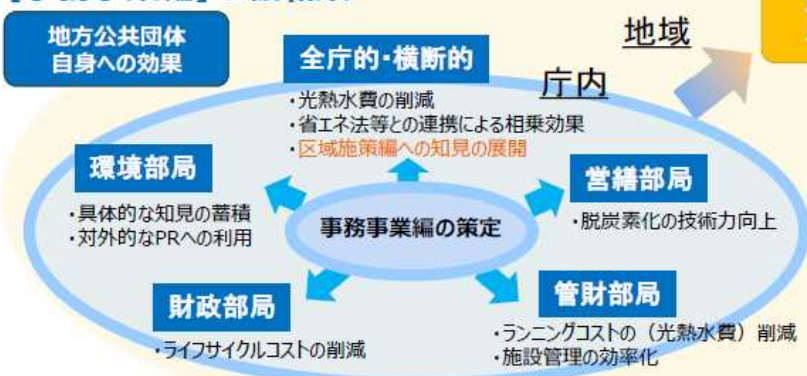 地方公共団体
自身への効果
全庁的・横断的
地域
庁内
・光熱水費の削減
・省エネ法等との連携による相乗効果
・区域施策編への知見の展開
環境部局
・具体的な知見の蓄積
・対外的なPRへの利用
営繕部局
・脱炭素化の技術力向上
事務事業編の策定
財政部局
・ライフサイクルコストの削減
管財部局
・ランニングコストの（光熱水費）削減
・施設管理の効率化